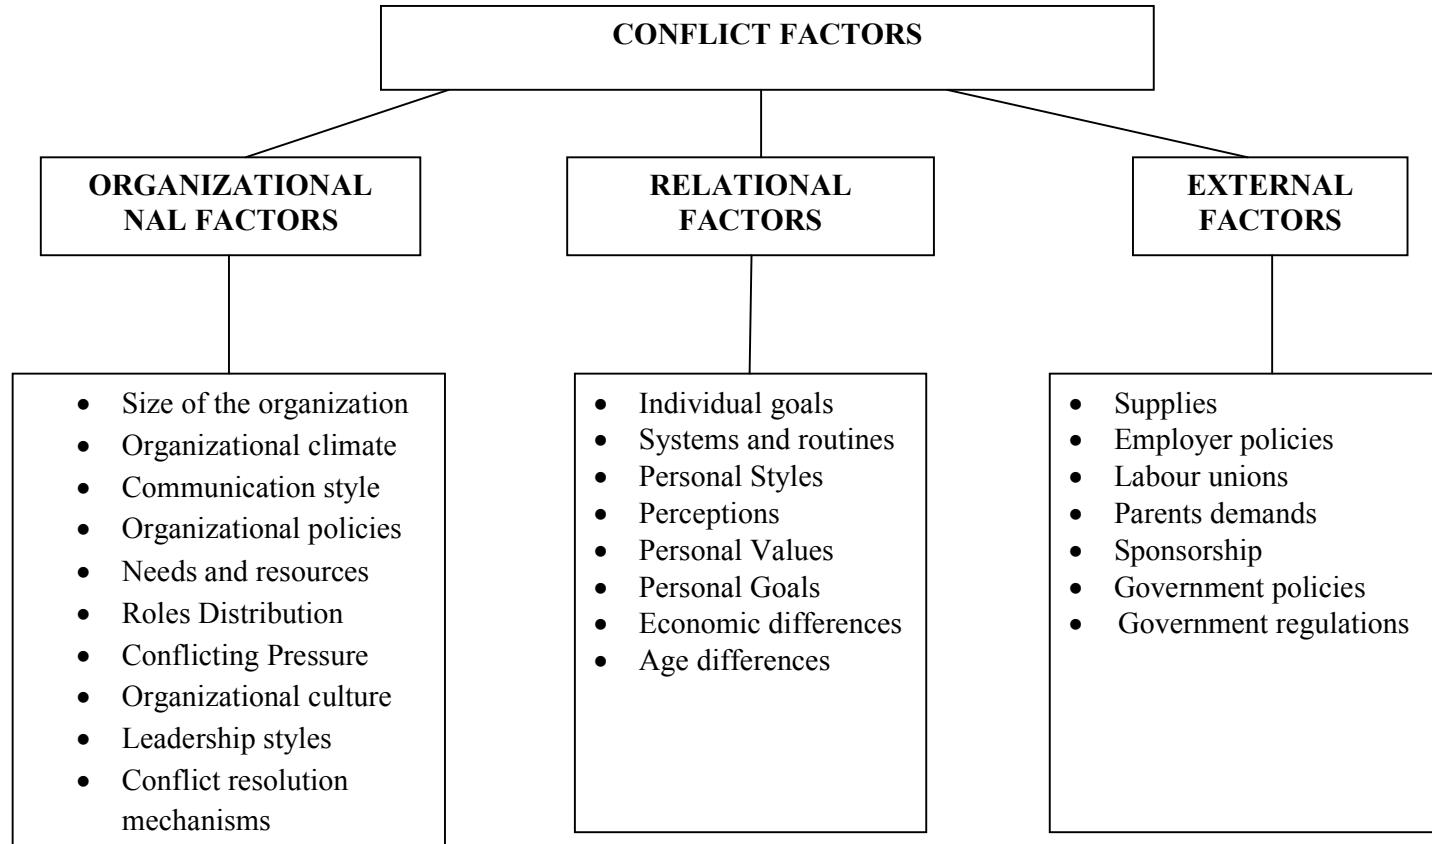 CONFLICT FACTORS
ORGANIZATIONAL
NAL FACTORS
RELATIONAL
FACTORS
EXTERNAL
FACTORS
• Size of the organization
• Organizational climate
• Communication style
• Organizational policies
• Needs and resources
• Roles Distribution
• Conflicting Pressure
• Organizational culture
• Leadership styles
• Conflict resolution
mechanisms
• Individual goals
• Systems and routines
• Personal Styles
• Perceptions
• Personal Values
• Personal Goals
• Economic differences
• Age differences
• Supplies
• Employer policies
• Labour unions
• Parents demands
• Sponsorship
• Government policies
• Government regulations